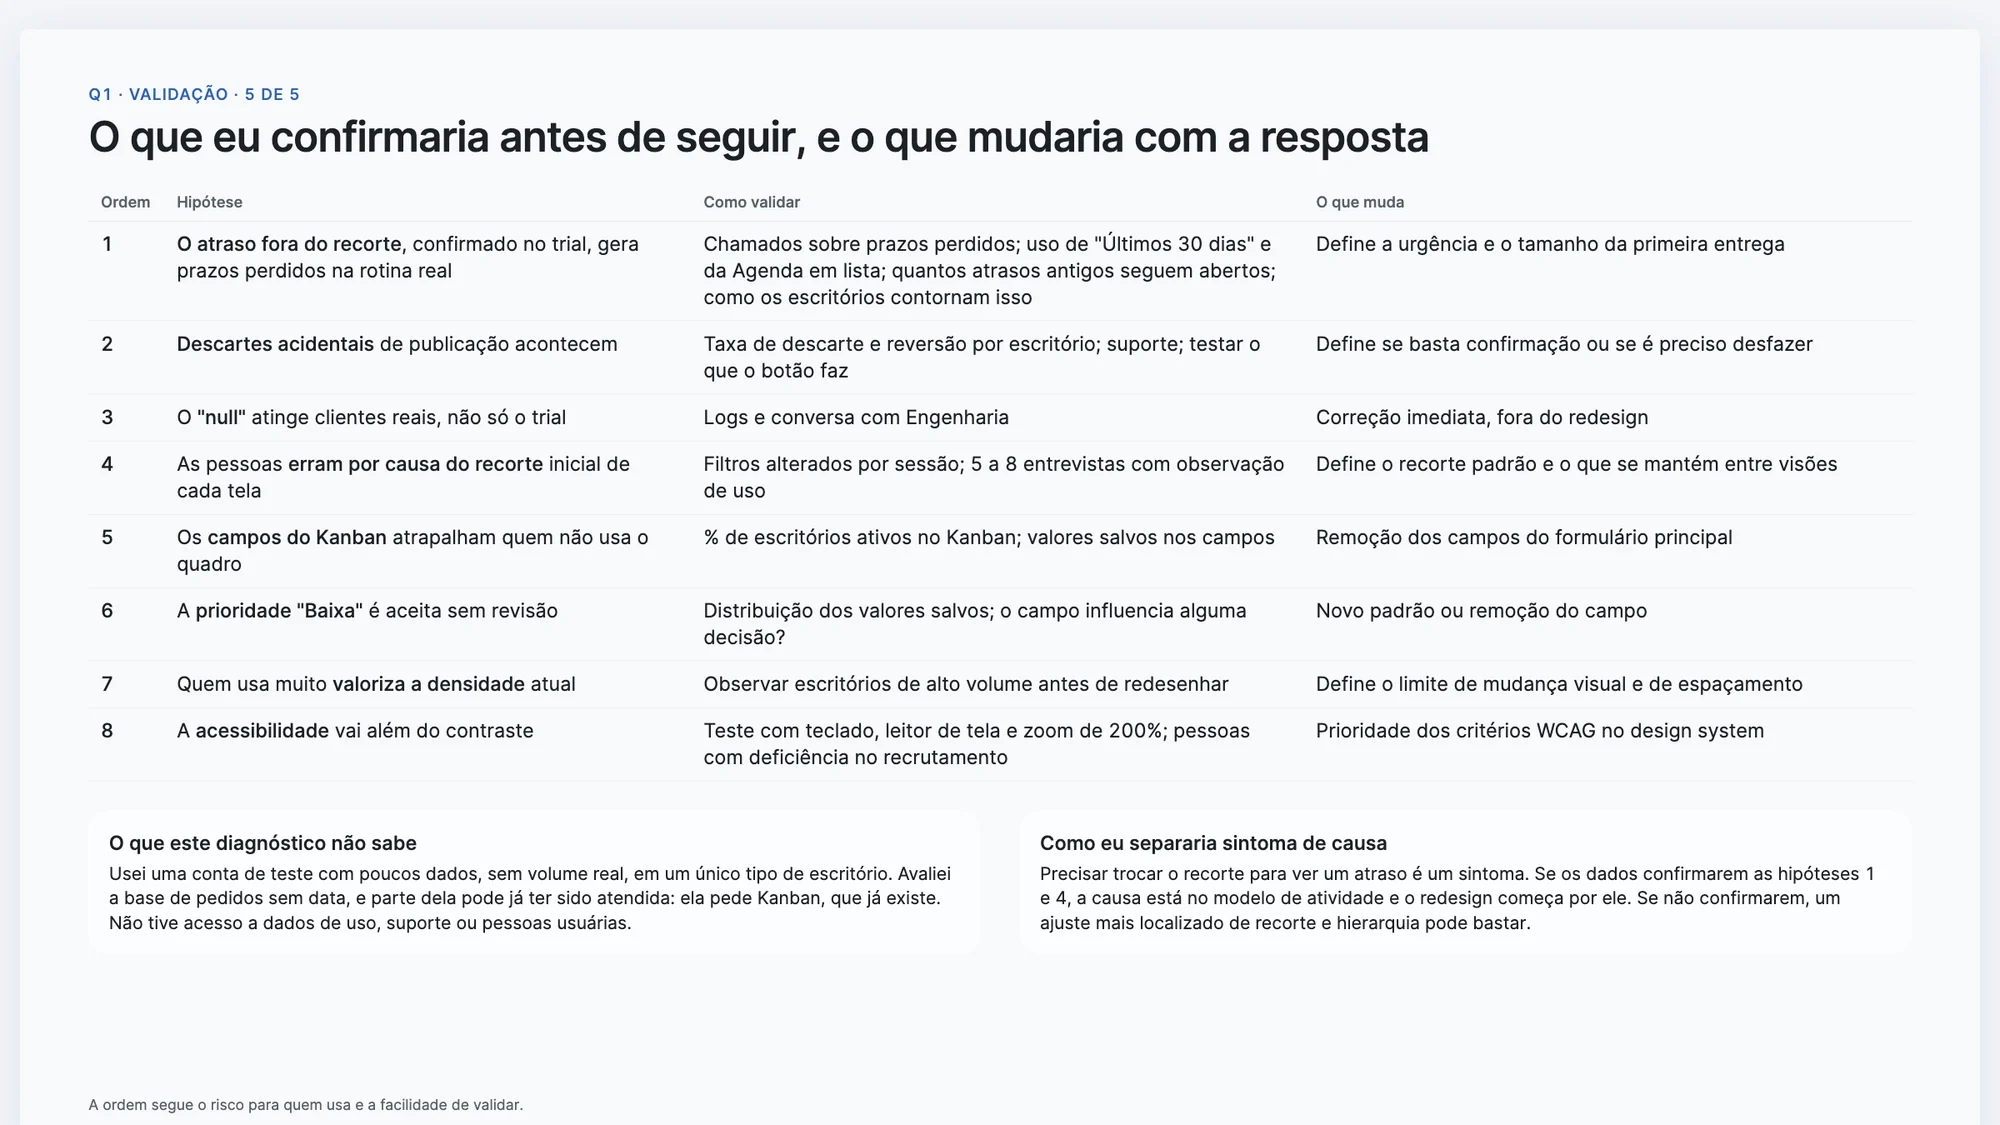 Q1 · VALIDAÇÃO · 5 DE 5
O que eu confirmaria antes de seguir, e o que mudaria com a resposta
Ordem Hipótese Como validar O que muda
1 O atraso fora do recorte, confirmado no trial, gera Chamados sobre prazos perdidos; uso de "Últimos 30 dias" e Define a urgência e o tamanho da primeira entrega
prazos perdidos na rotina real da Agenda em lista; quantos atrasos antigos seguem abertos;
como os escritórios contornam isso
2 Descartes acidentais de publicação acontecem Taxa de descarte e reversão por escritório; suporte; testar o Define se basta confirmação ou se é preciso desfazer
que o botão faz
3 O "null" atinge clientes reais, não só o trial Logs e conversa com Engenharia Correção imediata, fora do redesign
4 As pessoas erram por causa do recorte inicial de Filtros alterados por sessão; 5 a 8 entrevistas com observação Define o recorte padrão e o que se mantém entre visões
cada tela de uso
5 Os campos do Kanban atrapalham quem não usa o % de escritórios ativos no Kanban; valores salvos nos campos Remoção dos campos do formulário principal
quadro
6 A prioridade "Baixa" é aceita sem revisão Distribuição dos valores salvos; o campo influencia alguma Novo padrão ou remoção do campo
decisão?
7 Quem usa muito valoriza a densidade atual Observar escritórios de alto volume antes de redesenhar Define o limite de mudança visual e de espaçamento
8 A acessibilidade vai além do contraste Teste com teclado, leitor de tela e zoom de 200%; pessoas Prioridade dos critérios WCAG no design system
com deficiência no recrutamento
O que este diagnóstico não sabe
Usei uma conta de teste com poucos dados, sem volume real, em um único tipo de escritório. Avaliei
a base de pedidos sem data, e parte dela pode já ter sido atendida: ela pede Kanban, que já existe.
Não tive acesso a dados de uso, suporte ou pessoas usuárias.
Como eu separaria sintoma de causa
Precisar trocar o recorte para ver um atraso é um sintoma. Se os dados confirmarem as hipóteses 1
e 4, a causa está no modelo de atividade e o redesign começa por ele. Se não confirmarem, um
ajuste mais localizado de recorte e hierarquia pode bastar.
A ordem segue o risco para quem usa e a facilidade de validar.